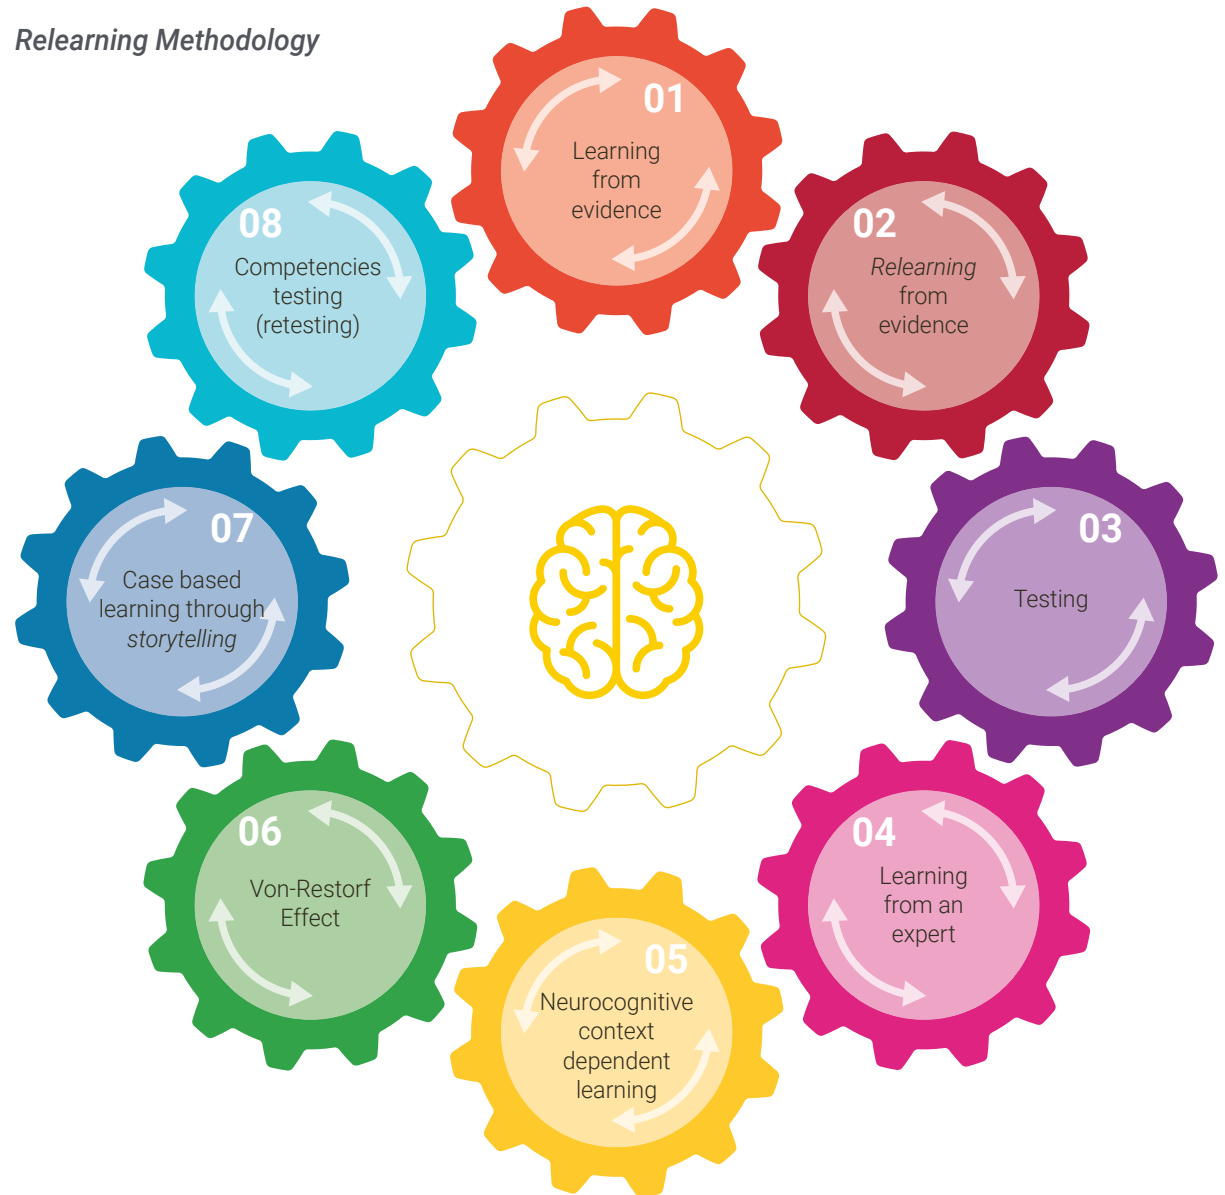 Relearning Methodology
01
Learning
from
evidence
02
Relearning
from
evidence
03
Testing
04
Learning
from an
expert
05
Neurocognitive
context
dependent
learning
06
Von-Restorf
Effect
07
Case based
learning through
storytelling
08
Competencies
testing
(retesting)